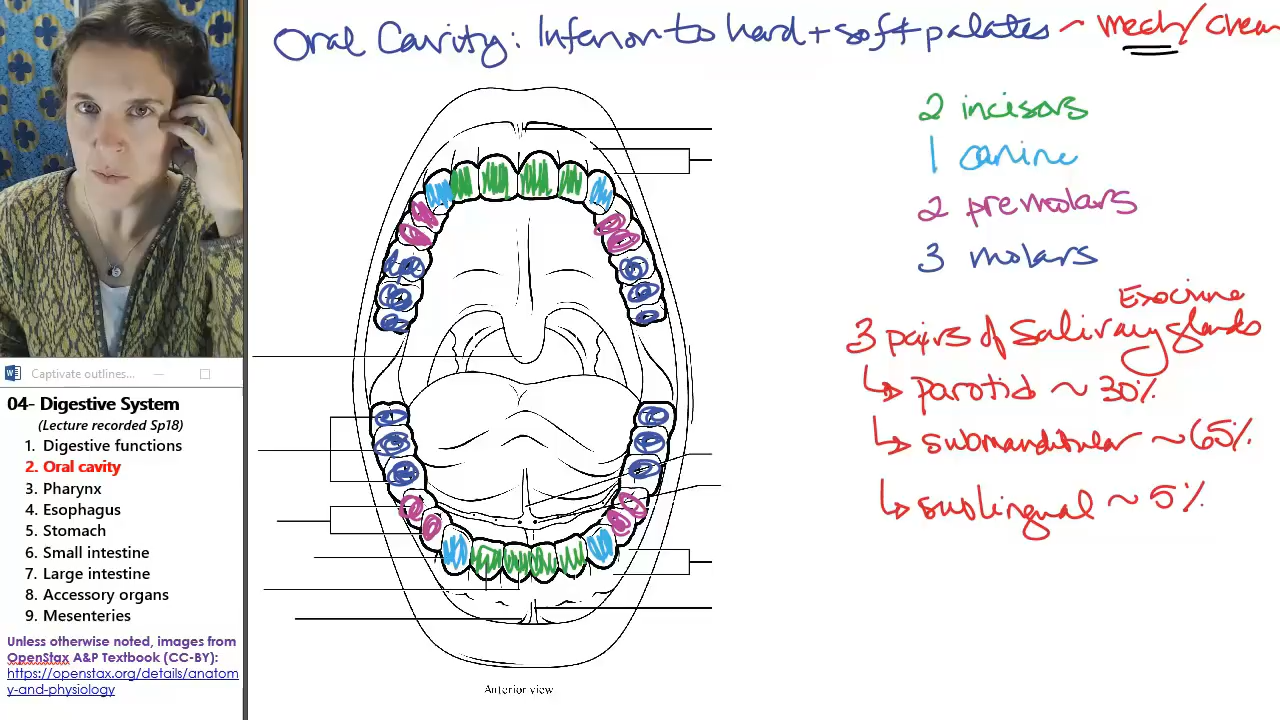 Oral Cavity: Inferior to hard + soft palates ~ mech/chem
2 incisors
1 canine
2 premolars
3 molars
Exocrine
3 pairs of Salivary glands
↳ parotid ~ 30%
↳ submandibular ~ 65%
↳ sublingual ~ 5%
Anterior view
Captivate outlines...
04- Digestive System
(Lecture recorded Sp18)
1. Digestive functions
2. Oral cavity
3. Pharynx
4. Esophagus
5. Stomach
6. Small intestine
7. Large intestine
8. Accessory organs
9. Mesenteries
Unless otherwise noted, images from
OpenStax A&P Textbook (CC-BY):
https://openstax.org/details/anatom
y-and-physiology